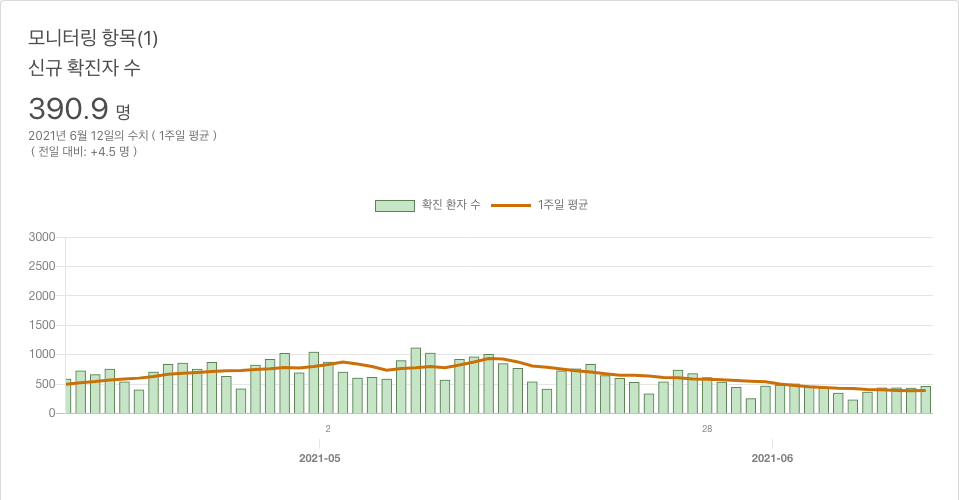 모니터링 항목(1)
신규 확진자 수
390.9 명
2021년 6월 12일의 수치 ( 1주일 평균 )
( 전일 대비: +4.5 명 )
확진 환자 수 1주일 평균
3000
2500
2000
1500
1000
500
0
2 28
2021-05 2021-06